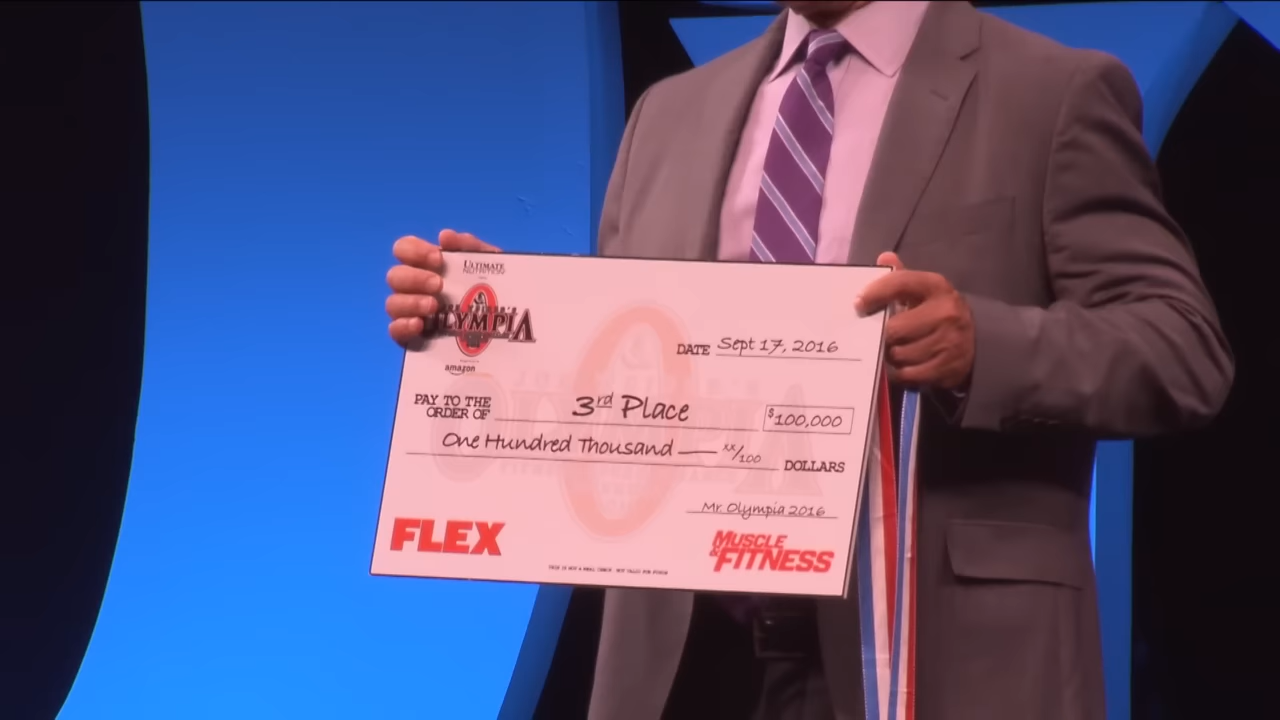 ULTIMATE
NUTRITION
OLYMPIA
amazon
DATE Sept 17, 2016
PAY TO THE
ORDER OF 3rd Place $100,000
One Hundred Thousand — xx/100 DOLLARS
Mr. Olympia 2016
FLEX
MUSCLE
& FITNESS